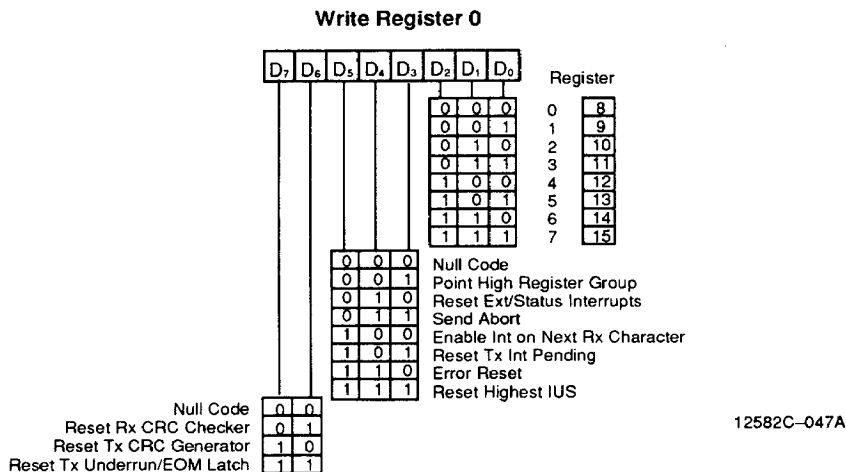 Write Register 0
D7 D6 D5 D4 D3 D2 D1 D0
Register
0 0 0 0 8
0 0 1 1 9
0 1 0 2 10
0 1 1 3 11
1 0 0 4 12
1 0 1 5 13
1 1 0 6 14
1 1 1 7 15
0 0 0 Null Code
0 0 1 Point High Register Group
0 1 0 Reset Ext/Status Interrupts
0 1 1 Send Abort
1 0 0 Enable Int on Next Rx Character
1 0 1 Reset Tx Int Pending
1 1 0 Error Reset
1 1 1 Reset Highest IUS
Null Code 0 0
Reset Rx CRC Checker 0 1
Reset Tx CRC Generator 1 0
Reset Tx Underrun/EOM Latch 1 1
12582C–047A